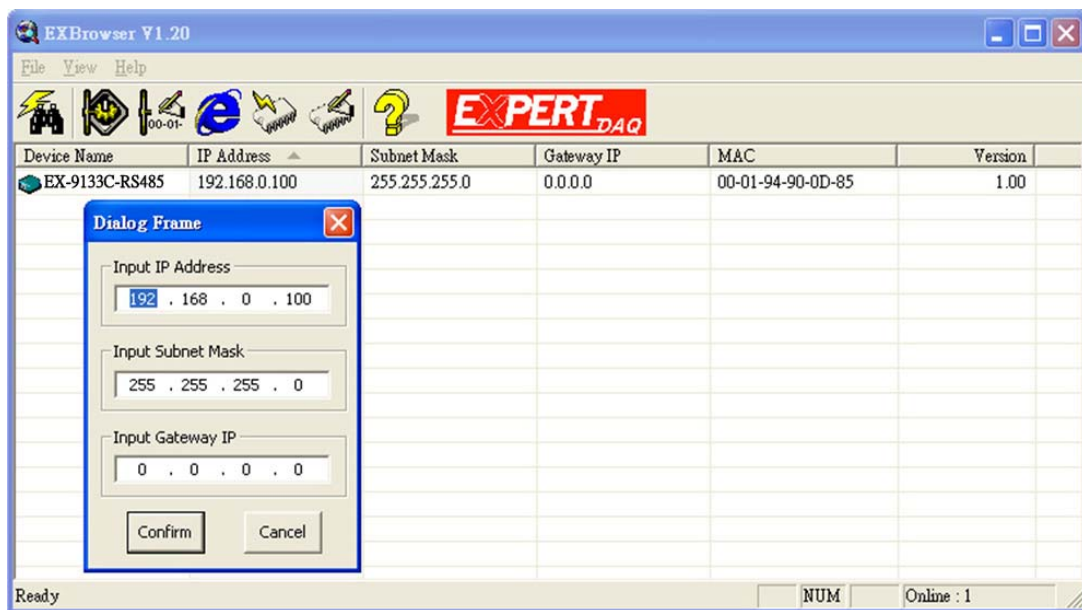 EXBrowser V1.20
File View Help
00-01-
EXPERT DAQ
Device Name IP Address Subnet Mask Gateway IP MAC Version
EX-9133C-RS485 192.168.0.100 255.255.255.0 0.0.0.0 00-01-94-90-0D-85 1.00
Dialog Frame
Input IP Address
192 . 168 . 0 . 100
Input Subnet Mask
255 . 255 . 255 . 0
Input Gateway IP
0 . 0 . 0 . 0
Confirm Cancel
Ready NUM Online : 1